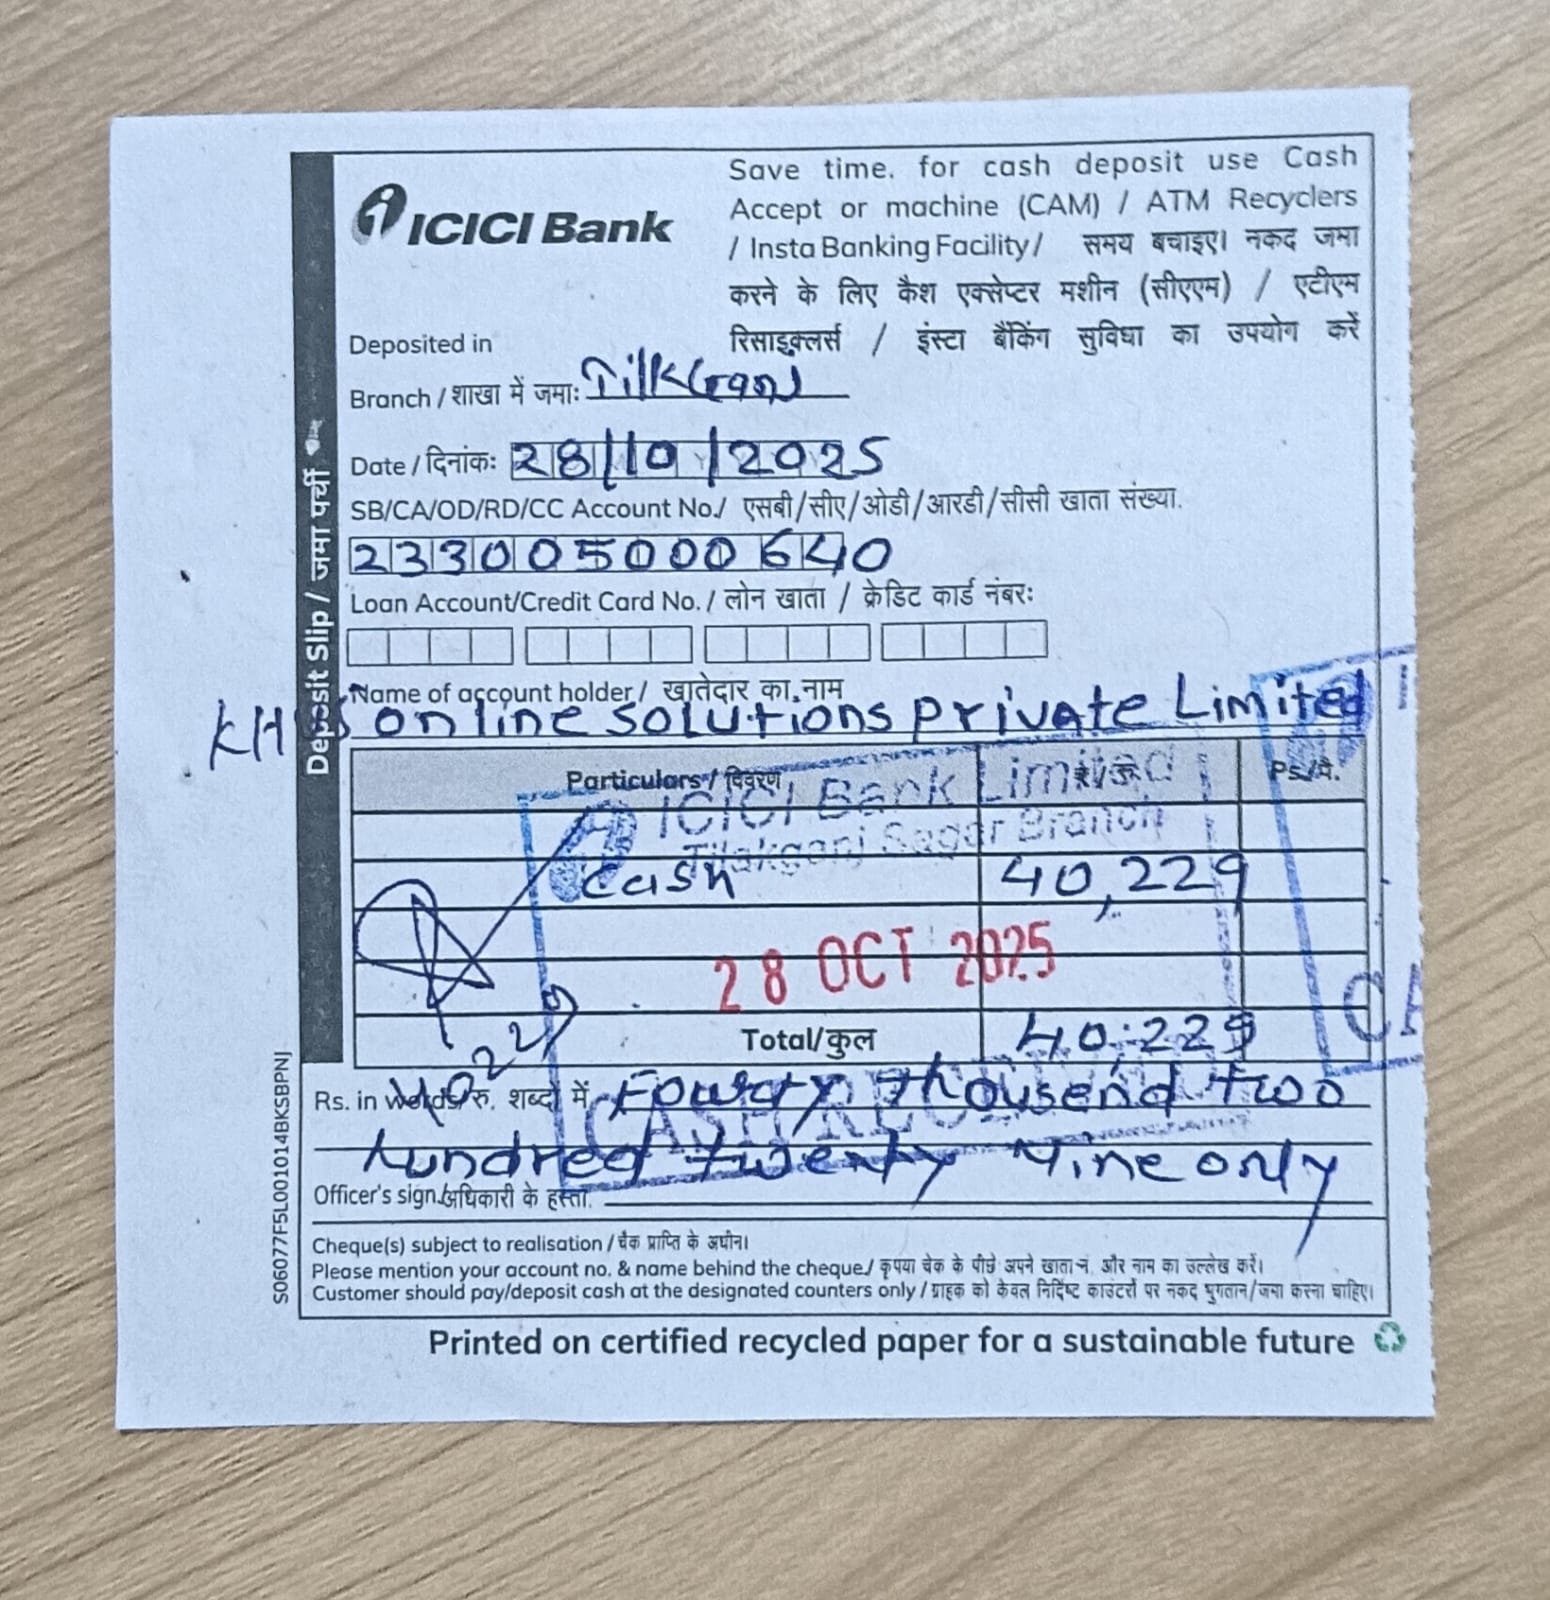 ICICI Bank
Save time. for cash deposit use Cash
Accept or machine (CAM) / ATM Recyclers
/ Insta Banking Facility / समय बचाइए। नकद जमा
करने के लिए कैश एक्सेप्टर मशीन (सीएएम) / एटीएम
रिसाइक्लर्स / इंस्टा बैंकिंग सुविधा का उपयोग करें
Deposited in
Branch / शाखा में जमा:
Date / दिनांक: 28/10/2025
SB/CA/OD/RD/CC Account No./ एसबी/सीए/ओडी/आरडी/सीसी खाता संख्या.
233005000640
Loan Account/Credit Card No. / लोन खाता / क्रेडिट कार्ड नंबर:
Name of account holder / खातेदार का नाम
online solutions private Limited
Deposit Slip / जमा पर्ची
Particulars / विवरण Ps./पै.
ICICI Bank Limited
Tilakganj Sagar Branch
cash 40,229
28 OCT 2025
Total/कुल 40,229
Rs. in words/रु. शब्दों में Fourty thousend two
hundred twenty Nine only
Officer's sign./अधिकारी के हस्ता.
Cheque(s) subject to realisation / चैक प्राप्ति के अधीन।
Please mention your account no. & name behind the cheque./ कृपया चेक के पीछे अपने खाता नं. और नाम का उल्लेख करें।
Customer should pay/deposit cash at the designated counters only / ग्राहक को केवल निर्दिष्ट काउंटरों पर नकद भुगतान/जमा करना चाहिए।
S06077F5L001014BKSBPNJ
Printed on certified recycled paper for a sustainable future